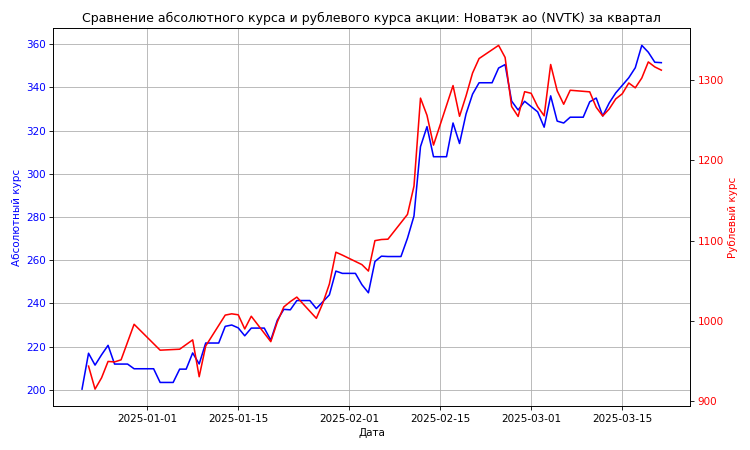 Сравнение абсолютного курса и рублевого курса акции: Новатэк ао (NVTK) за квартал
360
340
320
300
280
260
240
220
200
Абсолютный курс
1300
1200
1100
1000
900
Рублевый курс
2025-01-01 2025-01-15 2025-02-01 2025-02-15 2025-03-01 2025-03-15
Дата